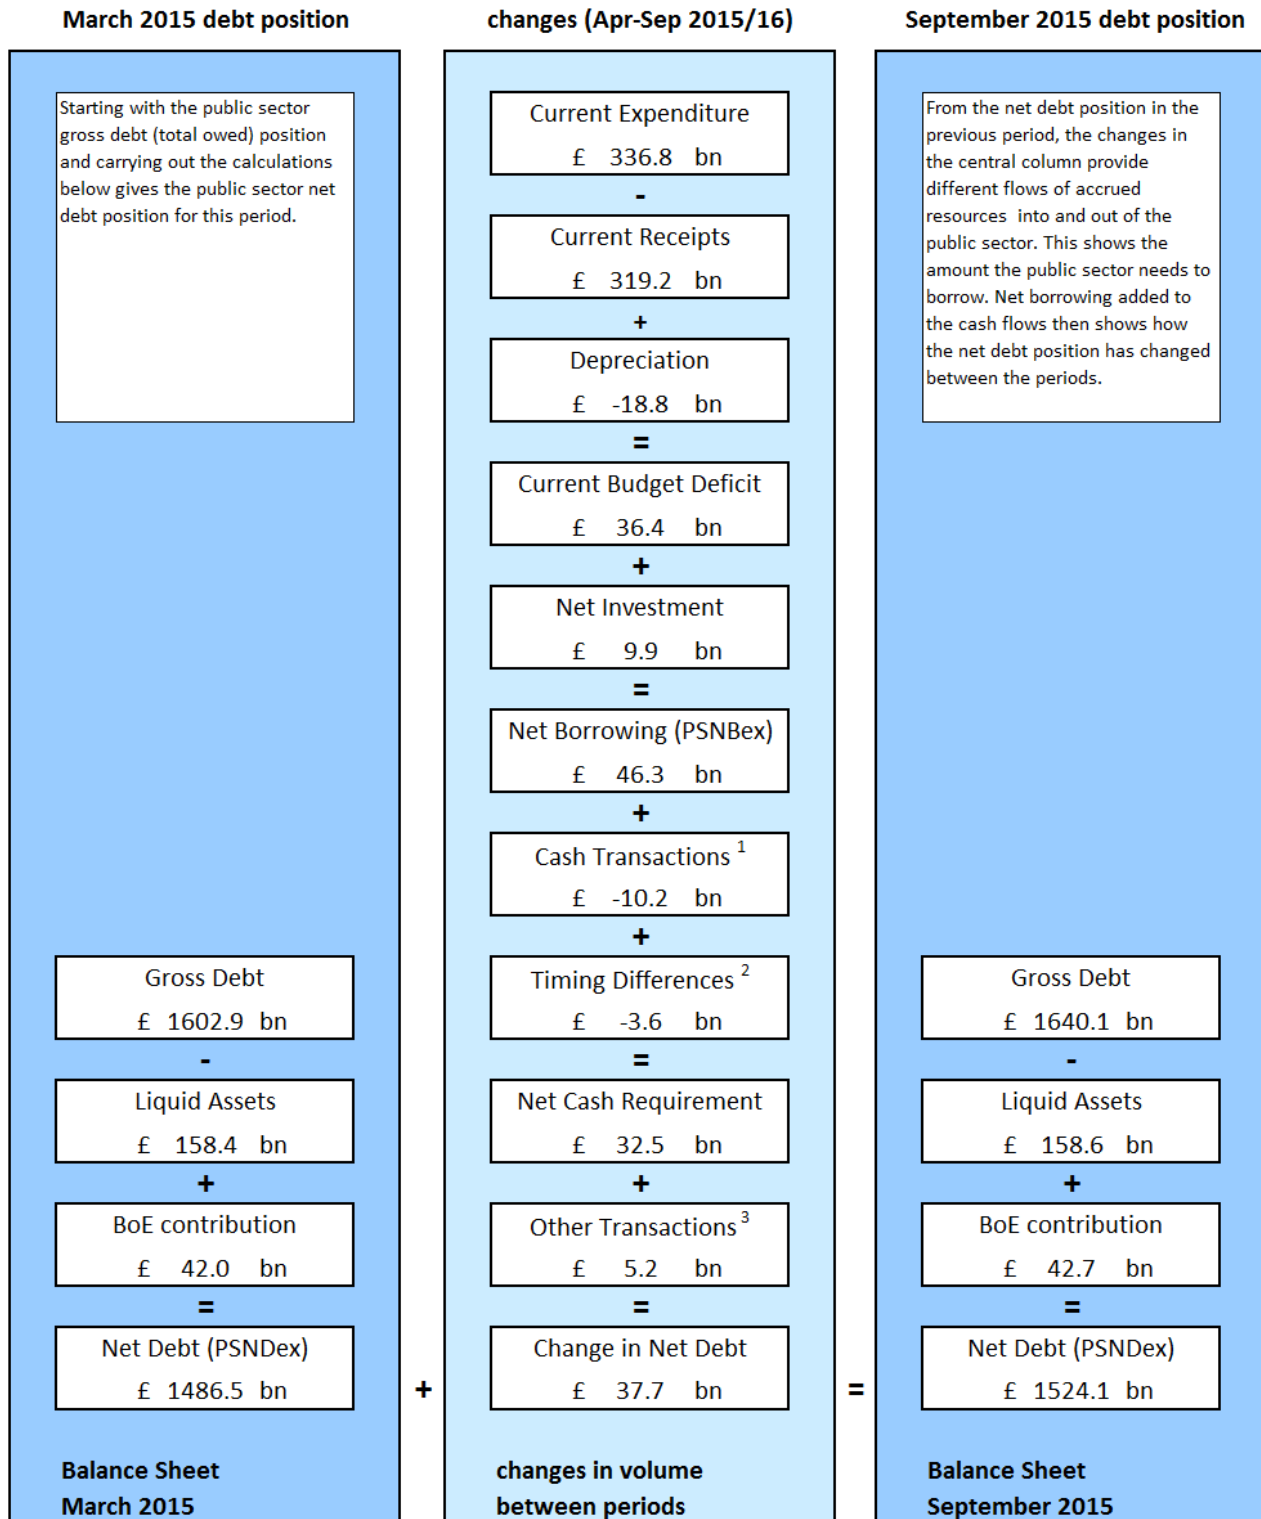 March 2015 debt position
Starting with the public sector
gross debt (total owed) position
and carrying out the calculations
below gives the public sector net
debt position for this period.
Gross Debt
£ 1602.9 bn
-
Liquid Assets
£ 158.4 bn
+
BoE contribution
£ 42.0 bn
=
Net Debt (PSNDex)
£ 1486.5 bn
Balance Sheet
March 2015
+
changes (Apr-Sep 2015/16)
Current Expenditure
£ 336.8 bn
-
Current Receipts
£ 319.2 bn
+
Depreciation
£ -18.8 bn
=
Current Budget Deficit
£ 36.4 bn
+
Net Investment
£ 9.9 bn
=
Net Borrowing (PSNBex)
£ 46.3 bn
+
Cash Transactions 1
£ -10.2 bn
+
Timing Differences 2
£ -3.6 bn
=
Net Cash Requirement
£ 32.5 bn
+
Other Transactions 3
£ 5.2 bn
=
Change in Net Debt
£ 37.7 bn
changes in volume
between periods
=
September 2015 debt position
From the net debt position in the
previous period, the changes in
the central column provide
different flows of accrued
resources into and out of the
public sector. This shows the
amount the public sector needs to
borrow. Net borrowing added to
the cash flows then shows how
the net debt position has changed
between the periods.
Gross Debt
£ 1640.1 bn
-
Liquid Assets
£ 158.6 bn
+
BoE contribution
£ 42.7 bn
=
Net Debt (PSNDex)
£ 1524.1 bn
Balance Sheet
September 2015